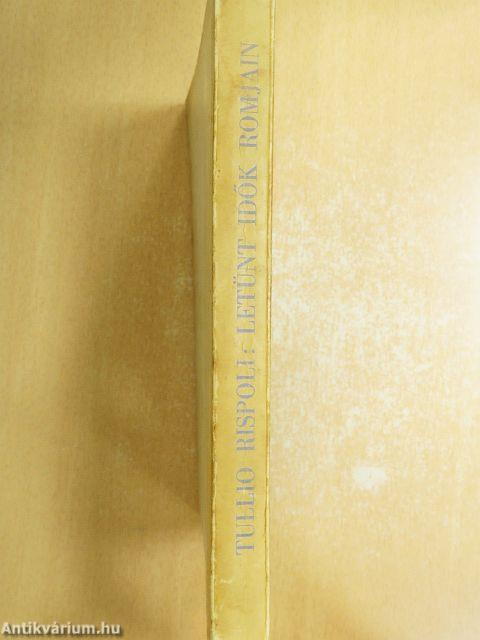 TULLIO RISPOLI: LETŰNT IDŐK ROMJAIN
Antikvárium.hu